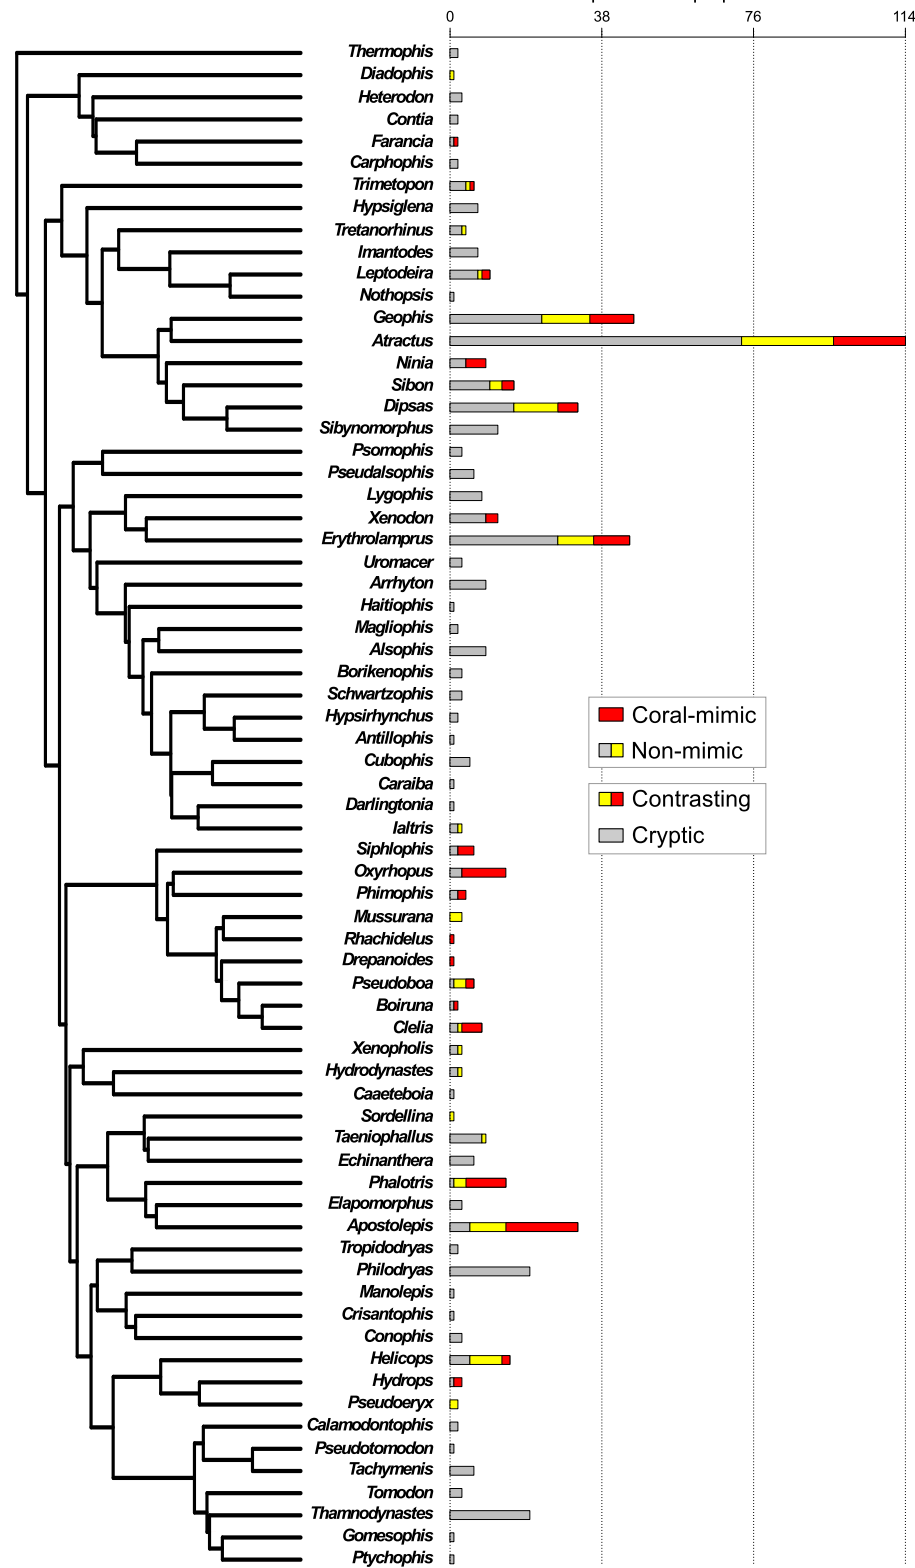 0 38 76 114
Thermophis
Diadophis
Heterodon
Contia
Farancia
Carphophis
Trimetopon
Hypsiglena
Tretanorhinus
Imantodes
Leptodeira
Nothopsis
Geophis
Atractus
Ninia
Sibon
Dipsas
Sibynomorphus
Psomophis
Pseudalsophis
Lygophis
Xenodon
Erythrolamprus
Uromacer
Arrhyton
Haitiophis
Magliophis
Alsophis
Borikenophis
Schwartzophis
Hypsirhynchus
Antillophis
Cubophis
Caraiba
Darlingtonia
Ialtris
Siphlophis
Oxyrhopus
Phimophis
Mussurana
Rhachidelus
Drepanoides
Pseudoboa
Boiruna
Clelia
Xenopholis
Hydrodynastes
Caaeteboia
Sordellina
Taeniophallus
Echinanthera
Phalotris
Elapomorphus
Apostolepis
Tropidodryas
Philodryas
Manolepis
Crisantophis
Conophis
Helicops
Hydrops
Pseudoeryx
Calamodontophis
Pseudotomodon
Tachymenis
Tomodon
Thamnodynastes
Gomesophis
Ptychophis
Coral-mimic
Non-mimic
Contrasting
Cryptic